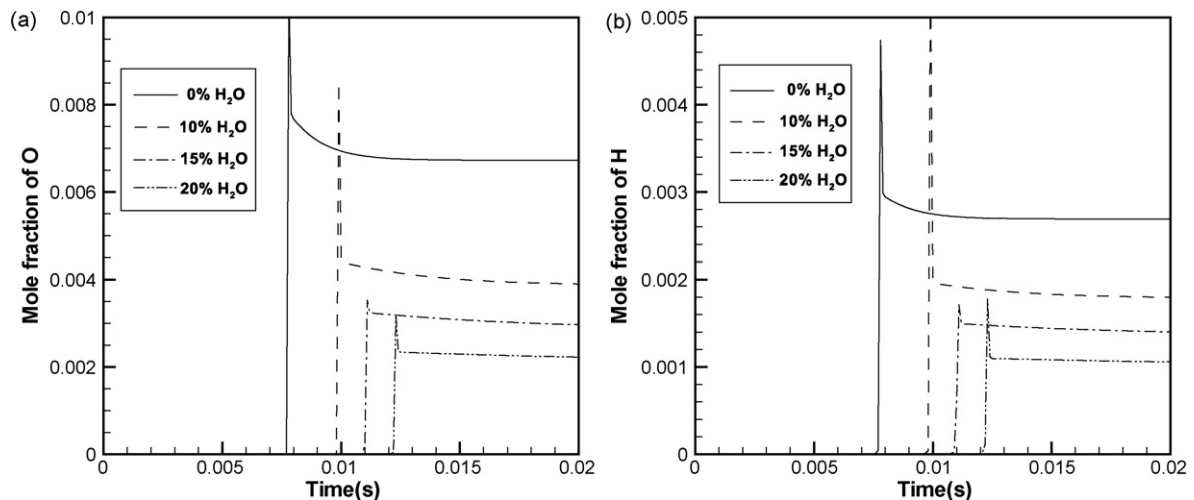 (a)
0.01
0.008
0.006
0.004
0.002
0
Mole fraction of O
0% H₂O
10% H₂O
15% H₂O
20% H₂O
0
0.005
0.01
0.015
0.02
Time(s)
(b)
0.005
0.004
0.003
0.002
0.001
0
Mole fraction of H
0% H₂O
10% H₂O
15% H₂O
20% H₂O
0
0.005
0.01
0.015
0.02
Time(s)